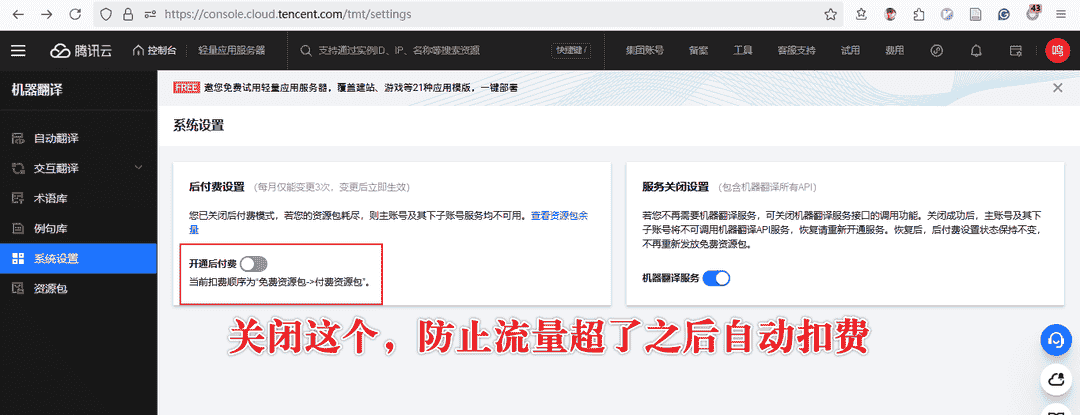 https://console.cloud.tencent.com/tmt/settings
43
腾讯云
控制台
轻量应用服务器
支持通过实例ID、IP、名称等搜索资源
快捷键 /
集团账号
备案
工具
客服支持
试用
费用
鸣
机器翻译
自动翻译
交互翻译
术语库
例句库
系统设置
资源包
FREE 邀您免费试用轻量应用服务器，覆盖建站、游戏等21种应用模版，一键部署
系统设置
后付费设置 （每月仅能变更3次，变更后立即生效）
您已关闭后付费模式，若您的资源包耗尽，则主账号及其下子账号服务均不可用。查看资源包余
量
开通后付费
当前扣费顺序为“免费资源包->付费资源包”。
服务关闭设置 （包含机器翻译所有API）
若您不再需要机器翻译服务，可关闭机器翻译服务接口的调用功能。关闭成功后，主账号及其下
子账号将不可调用机器翻译API服务，恢复请重新开通服务。恢复后，后付费设置状态保持不变，
不再重新发放免费资源包。
机器翻译服务
关闭这个，防止流量超了之后自动扣费